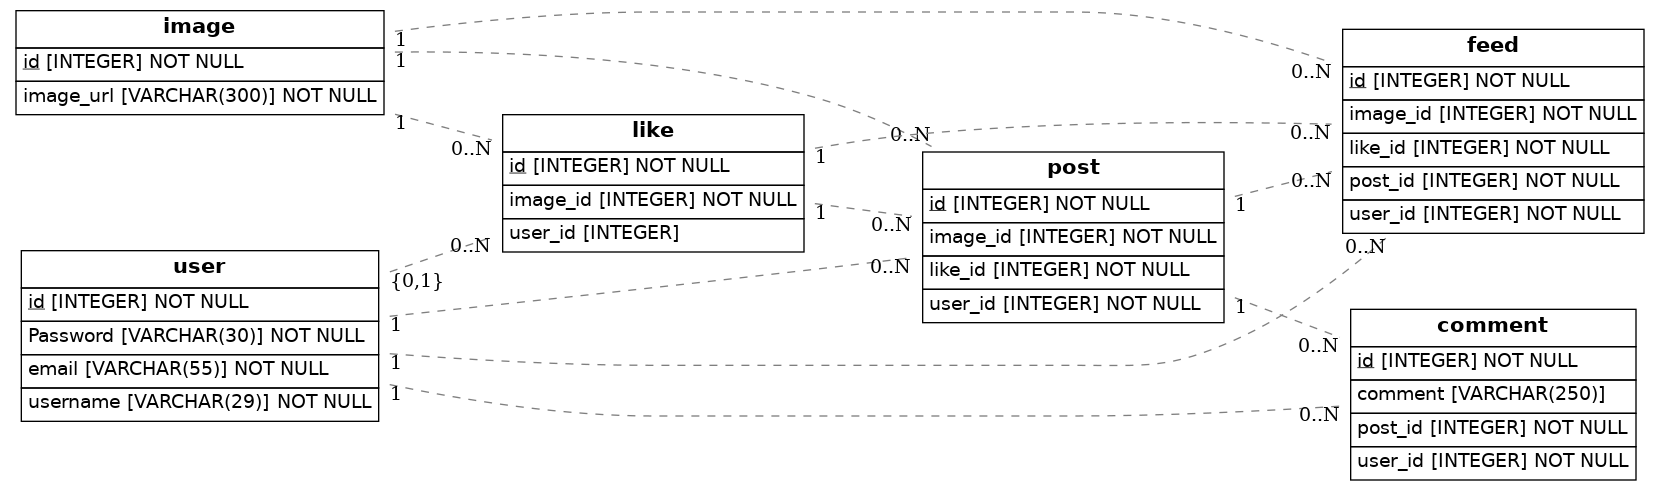 image
id [INTEGER] NOT NULL
image_url [VARCHAR(300)] NOT NULL
1
1
1
0..N
like
id [INTEGER] NOT NULL
image_id [INTEGER] NOT NULL
user_id [INTEGER]
1
1
0..N
user
id [INTEGER] NOT NULL
Password [VARCHAR(30)] NOT NULL
email [VARCHAR(55)] NOT NULL
username [VARCHAR(29)] NOT NULL
{0,1}
1
1
1
0..N
0..N
0..N
post
id [INTEGER] NOT NULL
image_id [INTEGER] NOT NULL
like_id [INTEGER] NOT NULL
user_id [INTEGER] NOT NULL
1
1
0..N
0..N
0..N
feed
id [INTEGER] NOT NULL
image_id [INTEGER] NOT NULL
like_id [INTEGER] NOT NULL
post_id [INTEGER] NOT NULL
user_id [INTEGER] NOT NULL
0..N
0..N
0..N
comment
id [INTEGER] NOT NULL
comment [VARCHAR(250)]
post_id [INTEGER] NOT NULL
user_id [INTEGER] NOT NULL